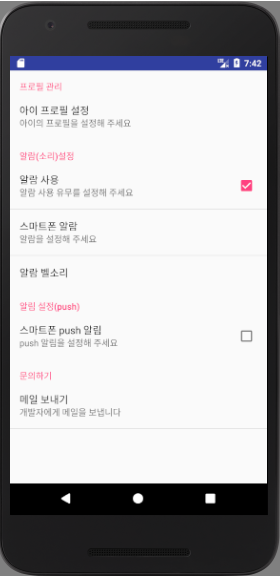 7:42
프로필 관리
아이 프로필 설정
아이의 프로필을 설정해 주세요
알람(소리)설정
알람 사용
알람 사용 유무를 설정해 주세요
스마트폰 알람
알람을 설정해 주세요
알람 벨소리
알림 설정(push)
스마트폰 push 알림
push 알림을 설정해 주세요
문의하기
메일 보내기
개발자에게 메일을 보냅니다